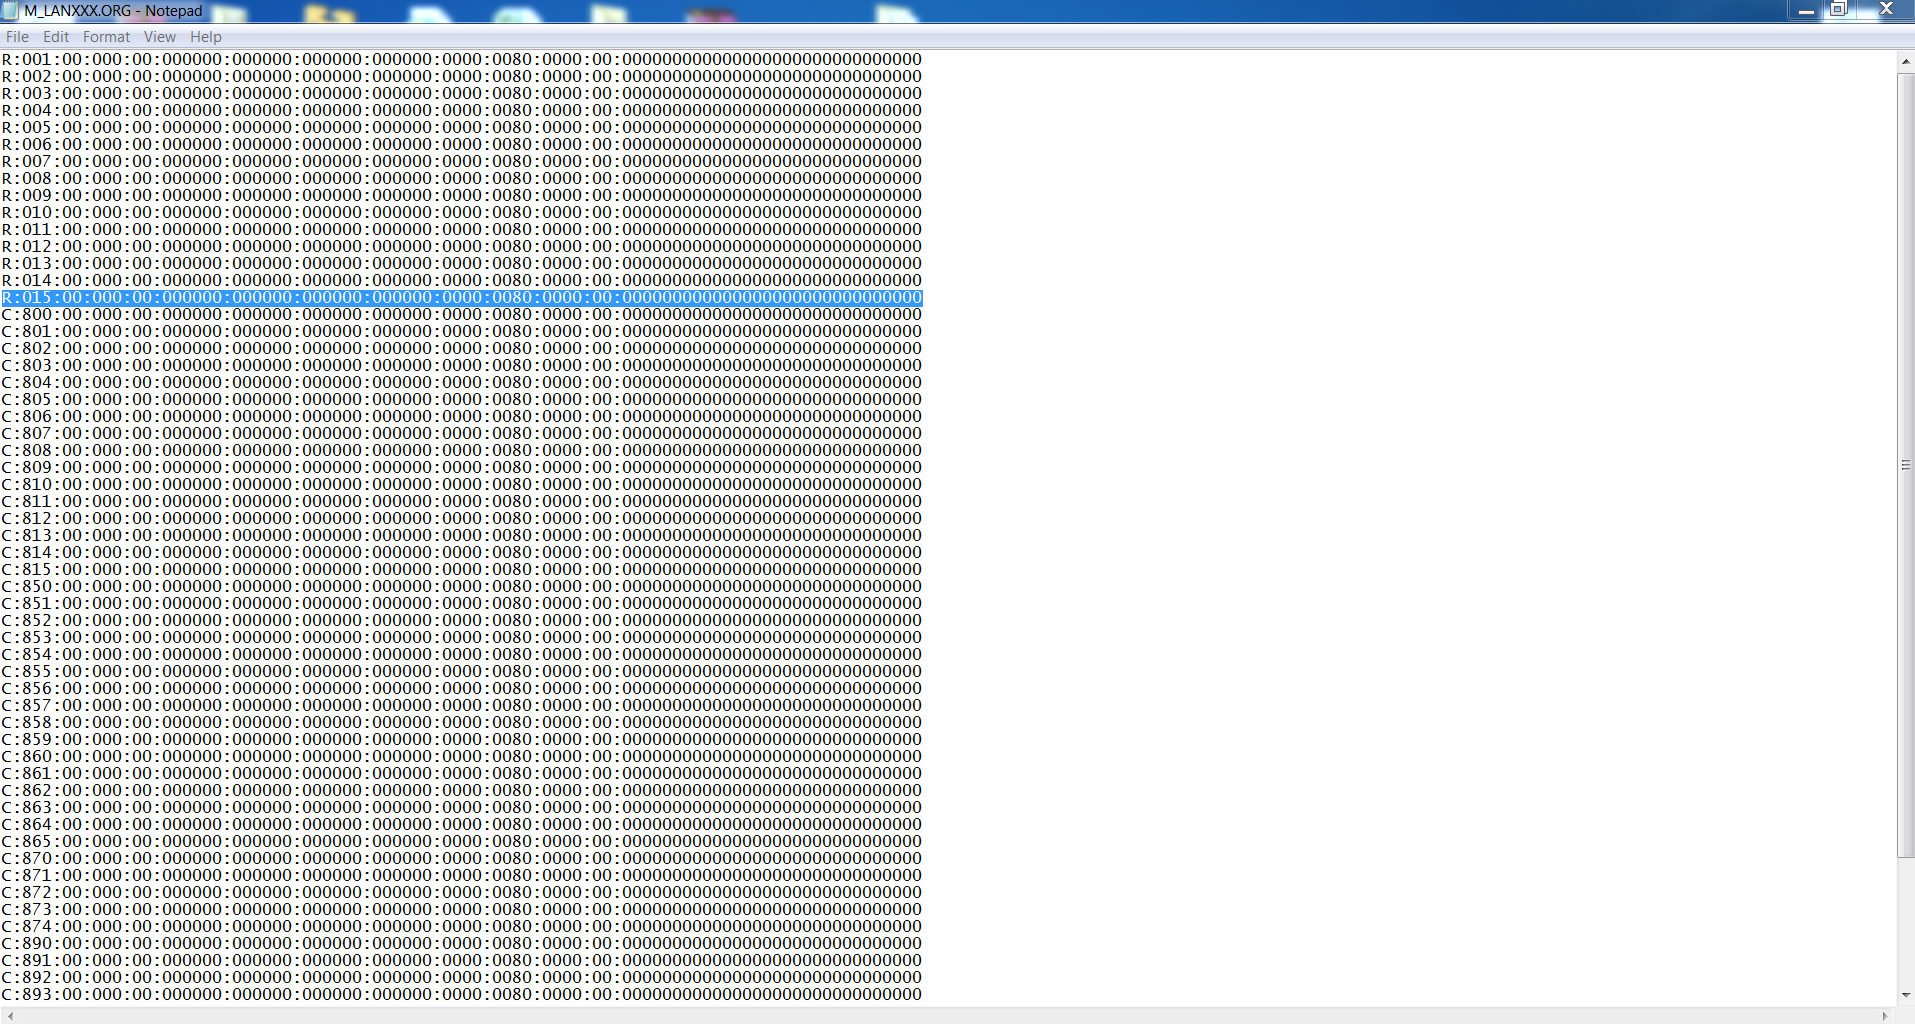 M_LANXXX.ORG - Notepad
File Edit Format View Help
R:001:00:000:00:000000:000000:000000:000000:0000:0080:0000:00:000000000000000000000000000000
R:002:00:000:00:000000:000000:000000:000000:0000:0080:0000:00:000000000000000000000000000000
R:003:00:000:00:000000:000000:000000:000000:0000:0080:0000:00:000000000000000000000000000000
R:004:00:000:00:000000:000000:000000:000000:0000:0080:0000:00:000000000000000000000000000000
R:005:00:000:00:000000:000000:000000:000000:0000:0080:0000:00:000000000000000000000000000000
R:006:00:000:00:000000:000000:000000:000000:0000:0080:0000:00:000000000000000000000000000000
R:007:00:000:00:000000:000000:000000:000000:0000:0080:0000:00:000000000000000000000000000000
R:008:00:000:00:000000:000000:000000:000000:0000:0080:0000:00:000000000000000000000000000000
R:009:00:000:00:000000:000000:000000:000000:0000:0080:0000:00:000000000000000000000000000000
R:010:00:000:00:000000:000000:000000:000000:0000:0080:0000:00:000000000000000000000000000000
R:011:00:000:00:000000:000000:000000:000000:0000:0080:0000:00:000000000000000000000000000000
R:012:00:000:00:000000:000000:000000:000000:0000:0080:0000:00:000000000000000000000000000000
R:013:00:000:00:000000:000000:000000:000000:0000:0080:0000:00:000000000000000000000000000000
R:014:00:000:00:000000:000000:000000:000000:0000:0080:0000:00:000000000000000000000000000000
R:015:00:000:00:000000:000000:000000:000000:0000:0080:0000:00:000000000000000000000000000000
C:800:00:000:00:000000:000000:000000:000000:0000:0080:0000:00:000000000000000000000000000000
C:801:00:000:00:000000:000000:000000:000000:0000:0080:0000:00:000000000000000000000000000000
C:802:00:000:00:000000:000000:000000:000000:0000:0080:0000:00:000000000000000000000000000000
C:803:00:000:00:000000:000000:000000:000000:0000:0080:0000:00:000000000000000000000000000000
C:804:00:000:00:000000:000000:000000:000000:0000:0080:0000:00:000000000000000000000000000000
C:805:00:000:00:000000:000000:000000:000000:0000:0080:0000:00:000000000000000000000000000000
C:806:00:000:00:000000:000000:000000:000000:0000:0080:0000:00:000000000000000000000000000000
C:807:00:000:00:000000:000000:000000:000000:0000:0080:0000:00:000000000000000000000000000000
C:808:00:000:00:000000:000000:000000:000000:0000:0080:0000:00:000000000000000000000000000000
C:809:00:000:00:000000:000000:000000:000000:0000:0080:0000:00:000000000000000000000000000000
C:810:00:000:00:000000:000000:000000:000000:0000:0080:0000:00:000000000000000000000000000000
C:811:00:000:00:000000:000000:000000:000000:0000:0080:0000:00:000000000000000000000000000000
C:812:00:000:00:000000:000000:000000:000000:0000:0080:0000:00:000000000000000000000000000000
C:813:00:000:00:000000:000000:000000:000000:0000:0080:0000:00:000000000000000000000000000000
C:814:00:000:00:000000:000000:000000:000000:0000:0080:0000:00:000000000000000000000000000000
C:815:00:000:00:000000:000000:000000:000000:0000:0080:0000:00:000000000000000000000000000000
C:850:00:000:00:000000:000000:000000:000000:0000:0080:0000:00:000000000000000000000000000000
C:851:00:000:00:000000:000000:000000:000000:0000:0080:0000:00:000000000000000000000000000000
C:852:00:000:00:000000:000000:000000:000000:0000:0080:0000:00:000000000000000000000000000000
C:853:00:000:00:000000:000000:000000:000000:0000:0080:0000:00:000000000000000000000000000000
C:854:00:000:00:000000:000000:000000:000000:0000:0080:0000:00:000000000000000000000000000000
C:855:00:000:00:000000:000000:000000:000000:0000:0080:0000:00:000000000000000000000000000000
C:856:00:000:00:000000:000000:000000:000000:0000:0080:0000:00:000000000000000000000000000000
C:857:00:000:00:000000:000000:000000:000000:0000:0080:0000:00:000000000000000000000000000000
C:858:00:000:00:000000:000000:000000:000000:0000:0080:0000:00:000000000000000000000000000000
C:859:00:000:00:000000:000000:000000:000000:0000:0080:0000:00:000000000000000000000000000000
C:860:00:000:00:000000:000000:000000:000000:0000:0080:0000:00:000000000000000000000000000000
C:861:00:000:00:000000:000000:000000:000000:0000:0080:0000:00:000000000000000000000000000000
C:862:00:000:00:000000:000000:000000:000000:0000:0080:0000:00:000000000000000000000000000000
C:863:00:000:00:000000:000000:000000:000000:0000:0080:0000:00:000000000000000000000000000000
C:864:00:000:00:000000:000000:000000:000000:0000:0080:0000:00:000000000000000000000000000000
C:865:00:000:00:000000:000000:000000:000000:0000:0080:0000:00:000000000000000000000000000000
C:870:00:000:00:000000:000000:000000:000000:0000:0080:0000:00:000000000000000000000000000000
C:871:00:000:00:000000:000000:000000:000000:0000:0080:0000:00:000000000000000000000000000000
C:872:00:000:00:000000:000000:000000:000000:0000:0080:0000:00:000000000000000000000000000000
C:873:00:000:00:000000:000000:000000:000000:0000:0080:0000:00:000000000000000000000000000000
C:874:00:000:00:000000:000000:000000:000000:0000:0080:0000:00:000000000000000000000000000000
C:890:00:000:00:000000:000000:000000:000000:0000:0080:0000:00:000000000000000000000000000000
C:891:00:000:00:000000:000000:000000:000000:0000:0080:0000:00:000000000000000000000000000000
C:892:00:000:00:000000:000000:000000:000000:0000:0080:0000:00:000000000000000000000000000000
C:893:00:000:00:000000:000000:000000:000000:0000:0080:0000:00:000000000000000000000000000000